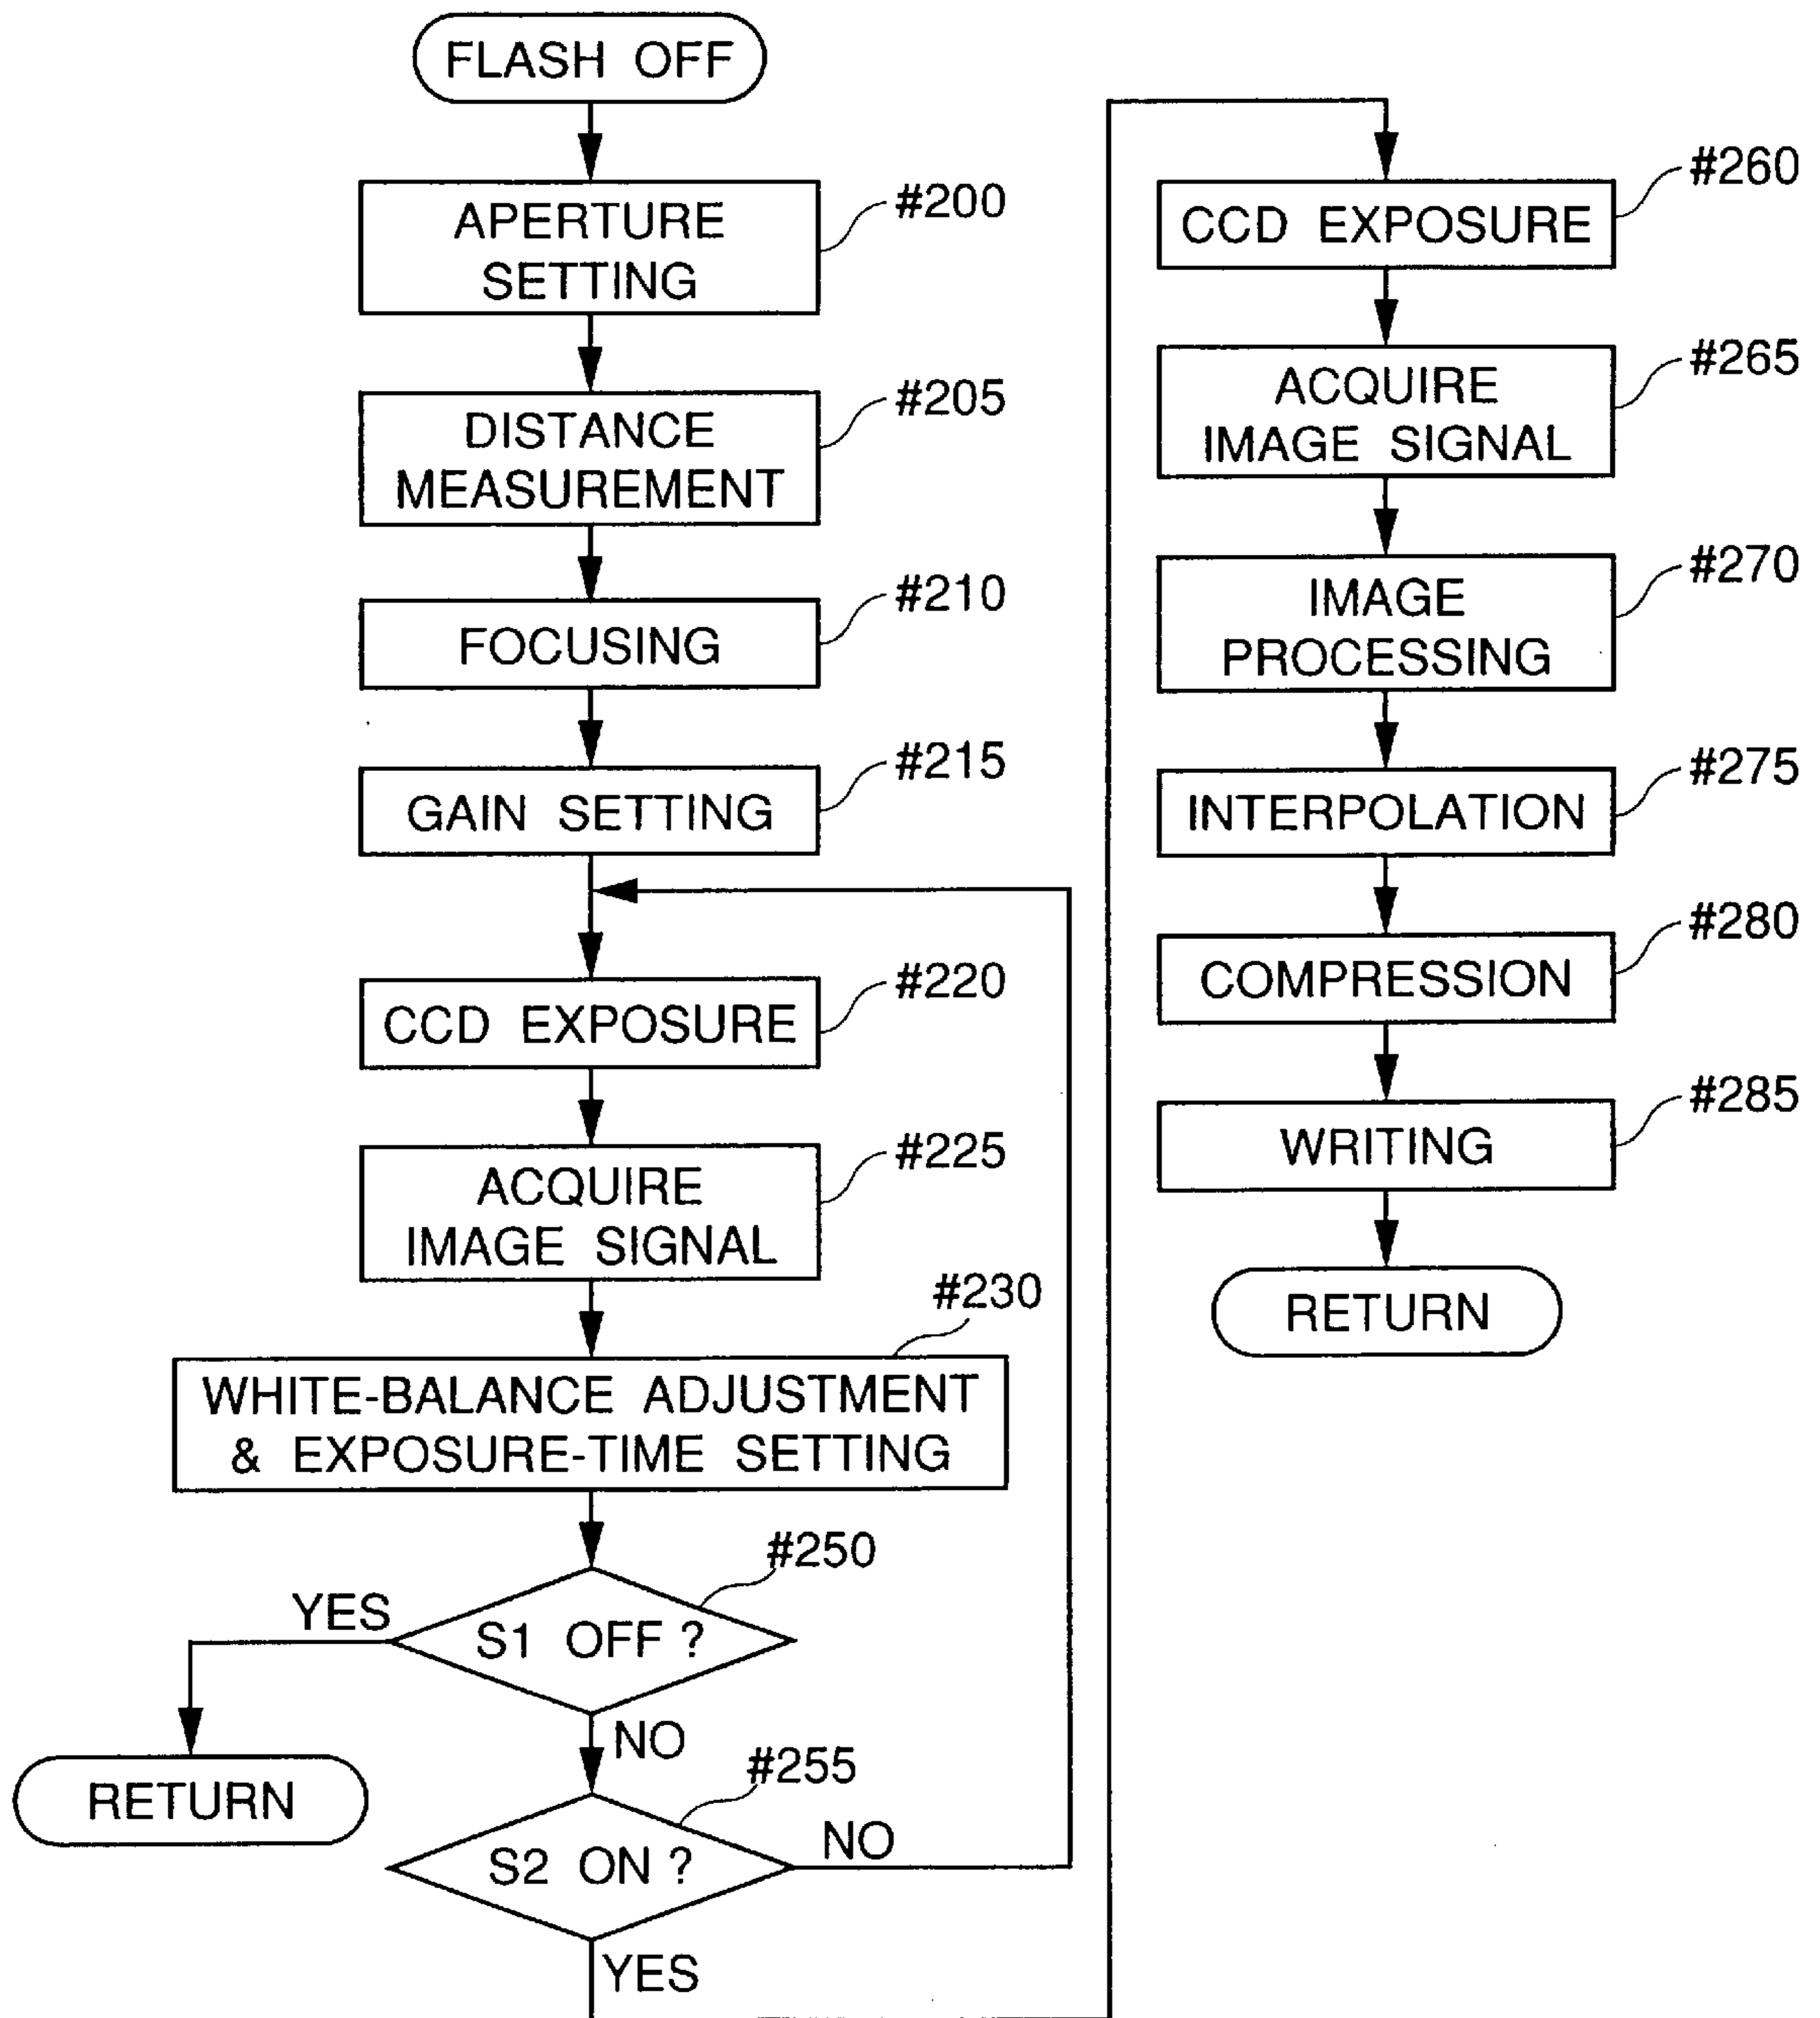 FLASH OFF
APERTURE
SETTING
#200
DISTANCE
MEASUREMENT
#205
FOCUSING
#210
GAIN SETTING
#215
CCD EXPOSURE
#220
ACQUIRE
IMAGE SIGNAL
#225
WHITE-BALANCE ADJUSTMENT
& EXPOSURE-TIME SETTING
#230
S1 OFF ?
#250
YES
RETURN
NO
S2 ON ?
#255
NO
YES
CCD EXPOSURE
#260
ACQUIRE
IMAGE SIGNAL
#265
IMAGE
PROCESSING
#270
INTERPOLATION
#275
COMPRESSION
#280
WRITING
#285
RETURN